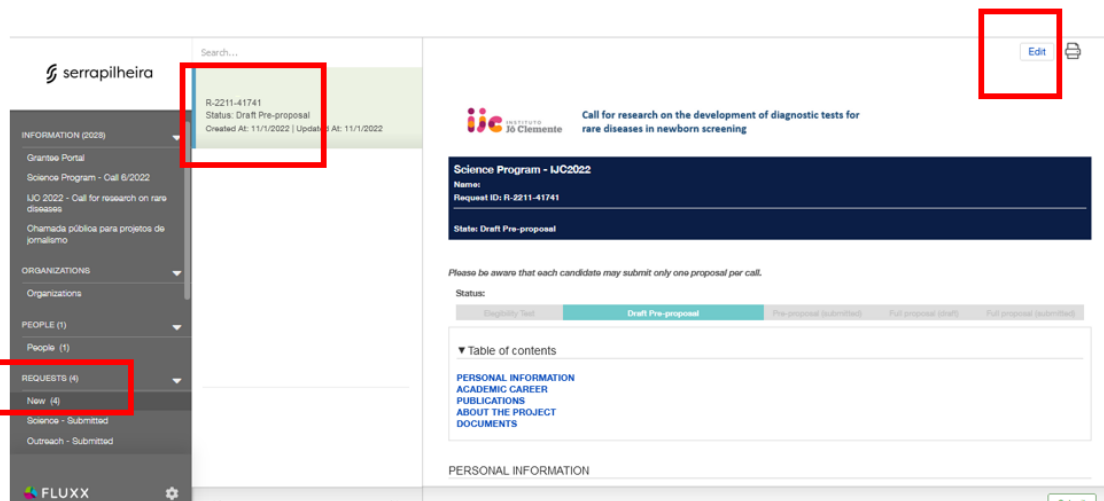 serrapilheira
INFORMATION (2028)
Grantee Portal
Science Program - Call 6/2022
IJC 2022 - Call for research on rare
diseases
Chamada pública para projetos de
jornalismo
ORGANIZATIONS
Organizations
PEOPLE (1)
People (1)
REQUESTS (4)
New (4)
Science - Submitted
Outreach - Submitted
FLUXX
Search...
R-2211-41741
Status: Draft Pre-proposal
Created At: 11/1/2022 | Updated At: 11/1/2022
Edit
ijc INSTITUTO
Jô Clemente
Call for research on the development of diagnostic tests for
rare diseases in newborn screening
Science Program - IJC2022
Name:
Request ID: R-2211-41741
State: Draft Pre-proposal
Please be aware that each candidate may submit only one proposal per call.
Status:
Elegibility Test
Draft Pre-proposal
Pre-proposal (submitted)
Full proposal (draft)
Full proposal (submitted)
▼ Table of contents
PERSONAL INFORMATION
ACADEMIC CAREER
PUBLICATIONS
ABOUT THE PROJECT
DOCUMENTS
PERSONAL INFORMATION